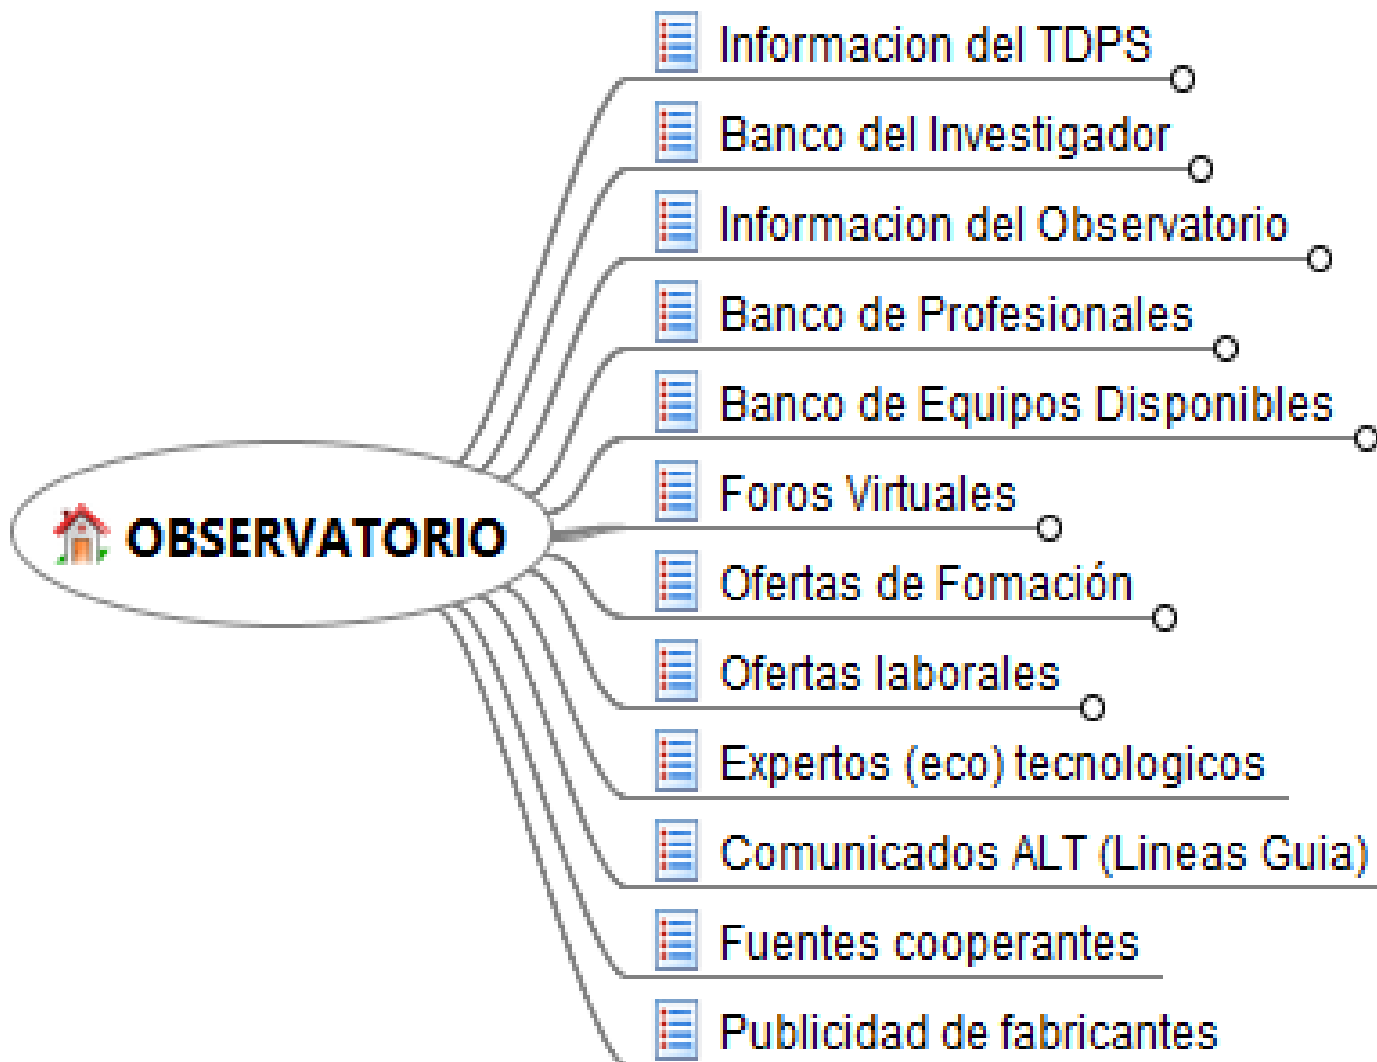 Informacion del TDPS
Banco del Investigador
Informacion del Observatorio
Banco de Profesionales
Banco de Equipos Disponibles
Foros Virtuales
OBSERVATORIO
Ofertas de Fomación
Ofertas laborales
Expertos (eco) tecnologicos
Comunicados ALT (Lineas Guia)
Fuentes cooperantes
Publicidad de fabricantes